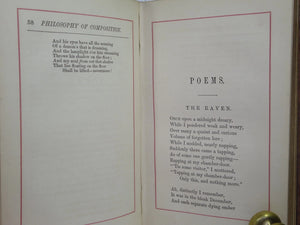 58 PHILOSOPHY OF COMPOSITION.
And his eyes have all the seeming
Of a demon's that is dreaming,
And the lamplight o'er him streaming
Throws his shadow on the floor;
And my soul from out that shadow
That lies floating on the floor
Shall be lifted—nevermore!
POEMS.
THE RAVEN.
ONCE upon a midnight dreary,
While I pondered weak and weary,
Over many a quaint and curious
Volume of forgotten lore;
While I nodded, nearly napping,
Suddenly there came a tapping,
As of some one gently rapping—
Rapping at my chamber-door:
"'Tis some visitor," I muttered,
"Tapping at my chamber-door;
Only this, and nothing more."
Ah, distinctly I remember,
It was in the bleak December,
And each separate dying ember